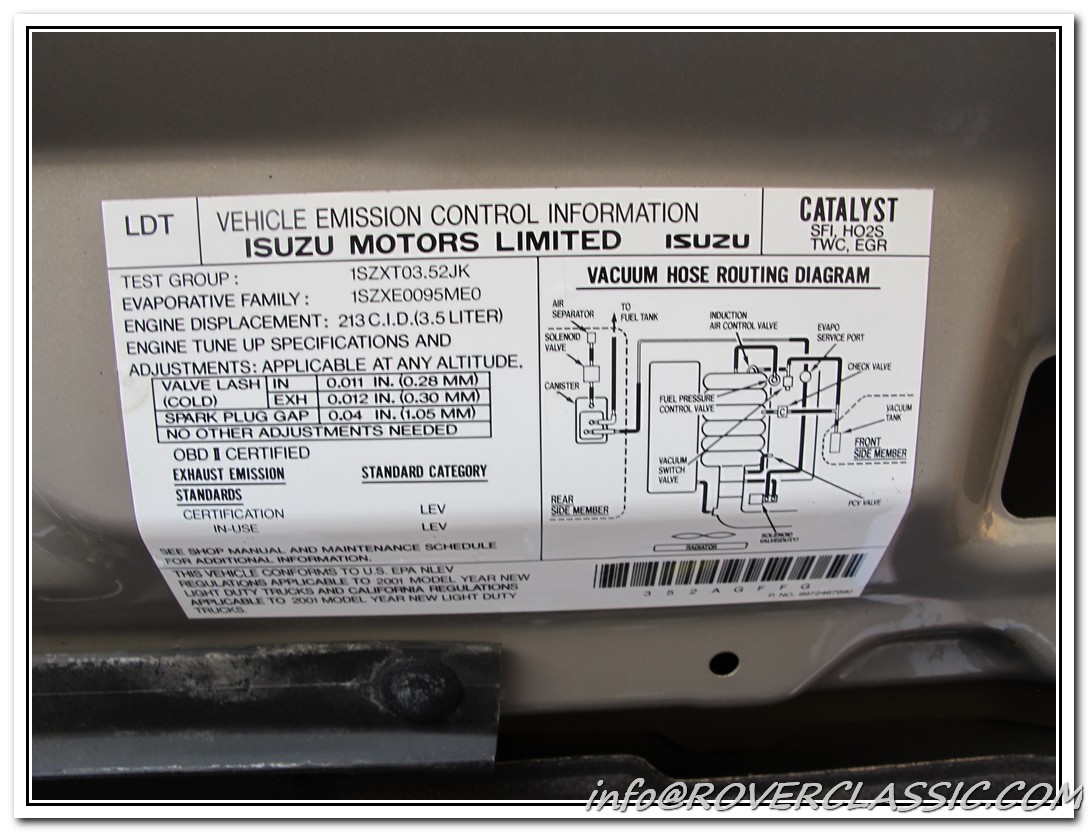 LDT
VEHICLE EMISSION CONTROL INFORMATION
ISUZU MOTORS LIMITED ISUZU
CATALYST
SFI, HO2S
TWC, EGR
TEST GROUP: 1SZXT03.52JK
EVAPORATIVE FAMILY: 1SZXE0095ME0
ENGINE DISPLACEMENT: 213 C.I.D.(3.5 LITER)
ENGINE TUNE UP SPECIFICATIONS AND
ADJUSTMENTS: APPLICABLE AT ANY ALTITUDE.
VALVE LASH IN 0.011 IN. (0.28 MM)
(COLD) EXH 0.012 IN. (0.30 MM)
SPARK PLUG GAP 0.04 IN. (1.05 MM)
NO OTHER ADJUSTMENTS NEEDED
OBD II CERTIFIED
EXHAUST EMISSION STANDARD CATEGORY
STANDARDS
CERTIFICATION LEV
IN-USE LEV
SEE SHOP MANUAL AND MAINTENANCE SCHEDULE
FOR ADDITIONAL INFORMATION.
VACUUM HOSE ROUTING DIAGRAM
AIR
SEPARATOR
TO
FUEL TANK
SOLENOID
VALVE
CANISTER
REAR
SIDE MEMBER
INDUCTION
AIR CONTROL VALVE
EVAPO
SERVICE PORT
CHECK VALVE
FUEL PRESSURE
CONTROL VALVE
C
VACUUM
TANK
VACUUM
SWITCH
VALVE
FRONT
SIDE MEMBER
PCV VALVE
SOLENOID
VALVE(DUTY)
RADIATOR
THIS VEHICLE CONFORMS TO U.S. EPA NLEV
REGULATIONS APPLICABLE TO 2001 MODEL YEAR NEW
LIGHT DUTY TRUCKS AND CALIFORNIA REGULATIONS
APPLICABLE TO 2001 MODEL YEAR NEW LIGHT DUTY
TRUCKS.
352AGFFG
P. NO.
info@ROVERCLASSIC.COM